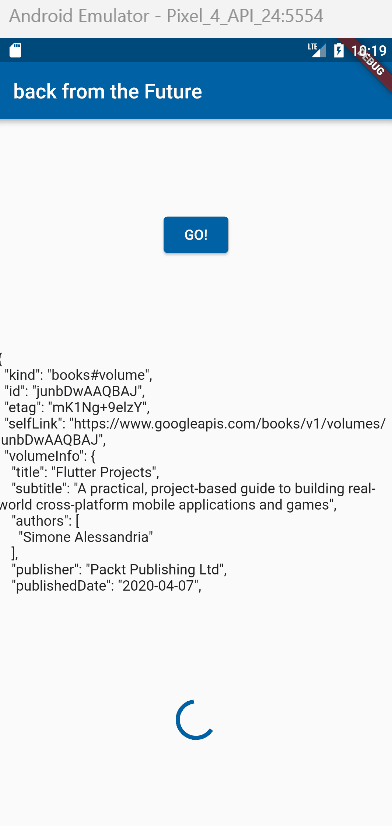 Android Emulator - Pixel_4_API_24:5554
LTE
10:19
DEBUG
back from the Future
GO!
{
"kind": "books#volume",
"id": "junbDwAAQBAJ",
"etag": "mK1Ng+9elzY",
"selfLink": "https://www.googleapis.com/books/v1/volumes/
junbDwAAQBAJ",
"volumeInfo": {
"title": "Flutter Projects",
"subtitle": "A practical, project-based guide to building real-
world cross-platform mobile applications and games",
"authors": [
"Simone Alessandria"
],
"publisher": "Packt Publishing Ltd",
"publishedDate": "2020-04-07",